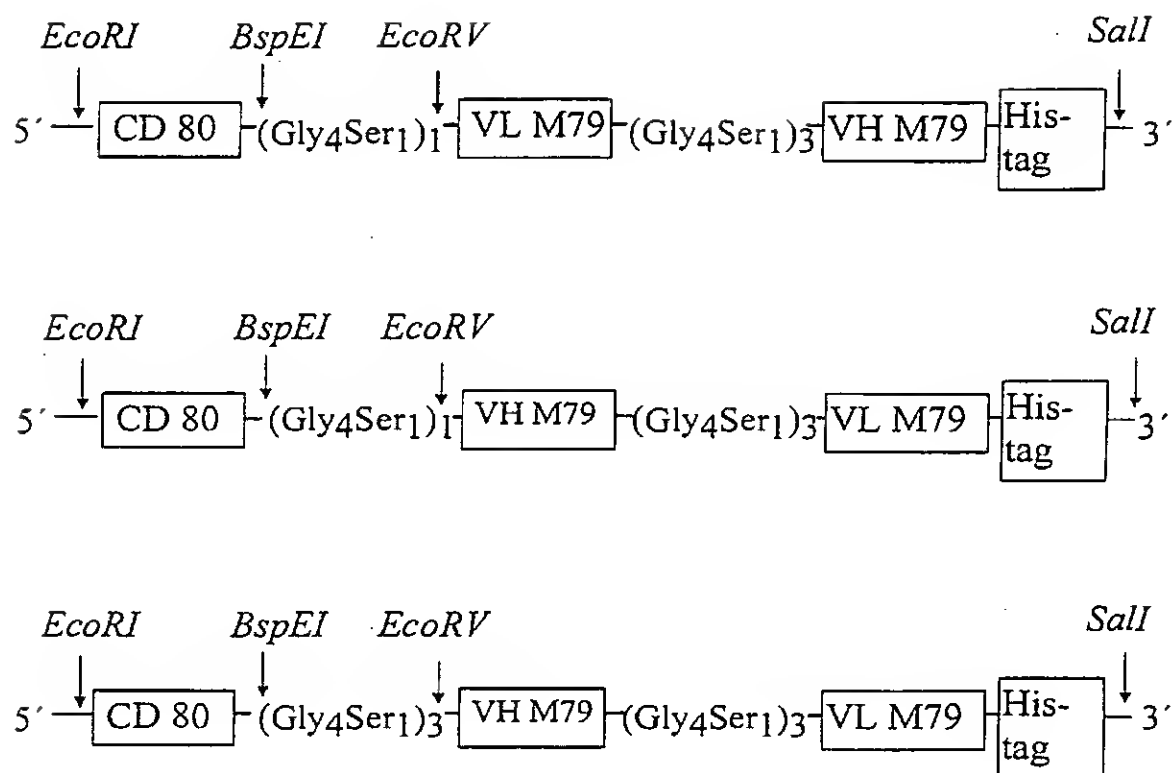 EcoRI BspEI EcoRV SalI
5´ CD 80 (Gly4Ser1)1 VL M79 (Gly4Ser1)3 VH M79 His-tag 3´
EcoRI BspEI EcoRV SalI
5´ CD 80 (Gly4Ser1)1 VH M79 (Gly4Ser1)3 VL M79 His-tag 3´
EcoRI BspEI EcoRV SalI
5´ CD 80 (Gly4Ser1)3 VH M79 (Gly4Ser1)3 VL M79 His-tag 3´